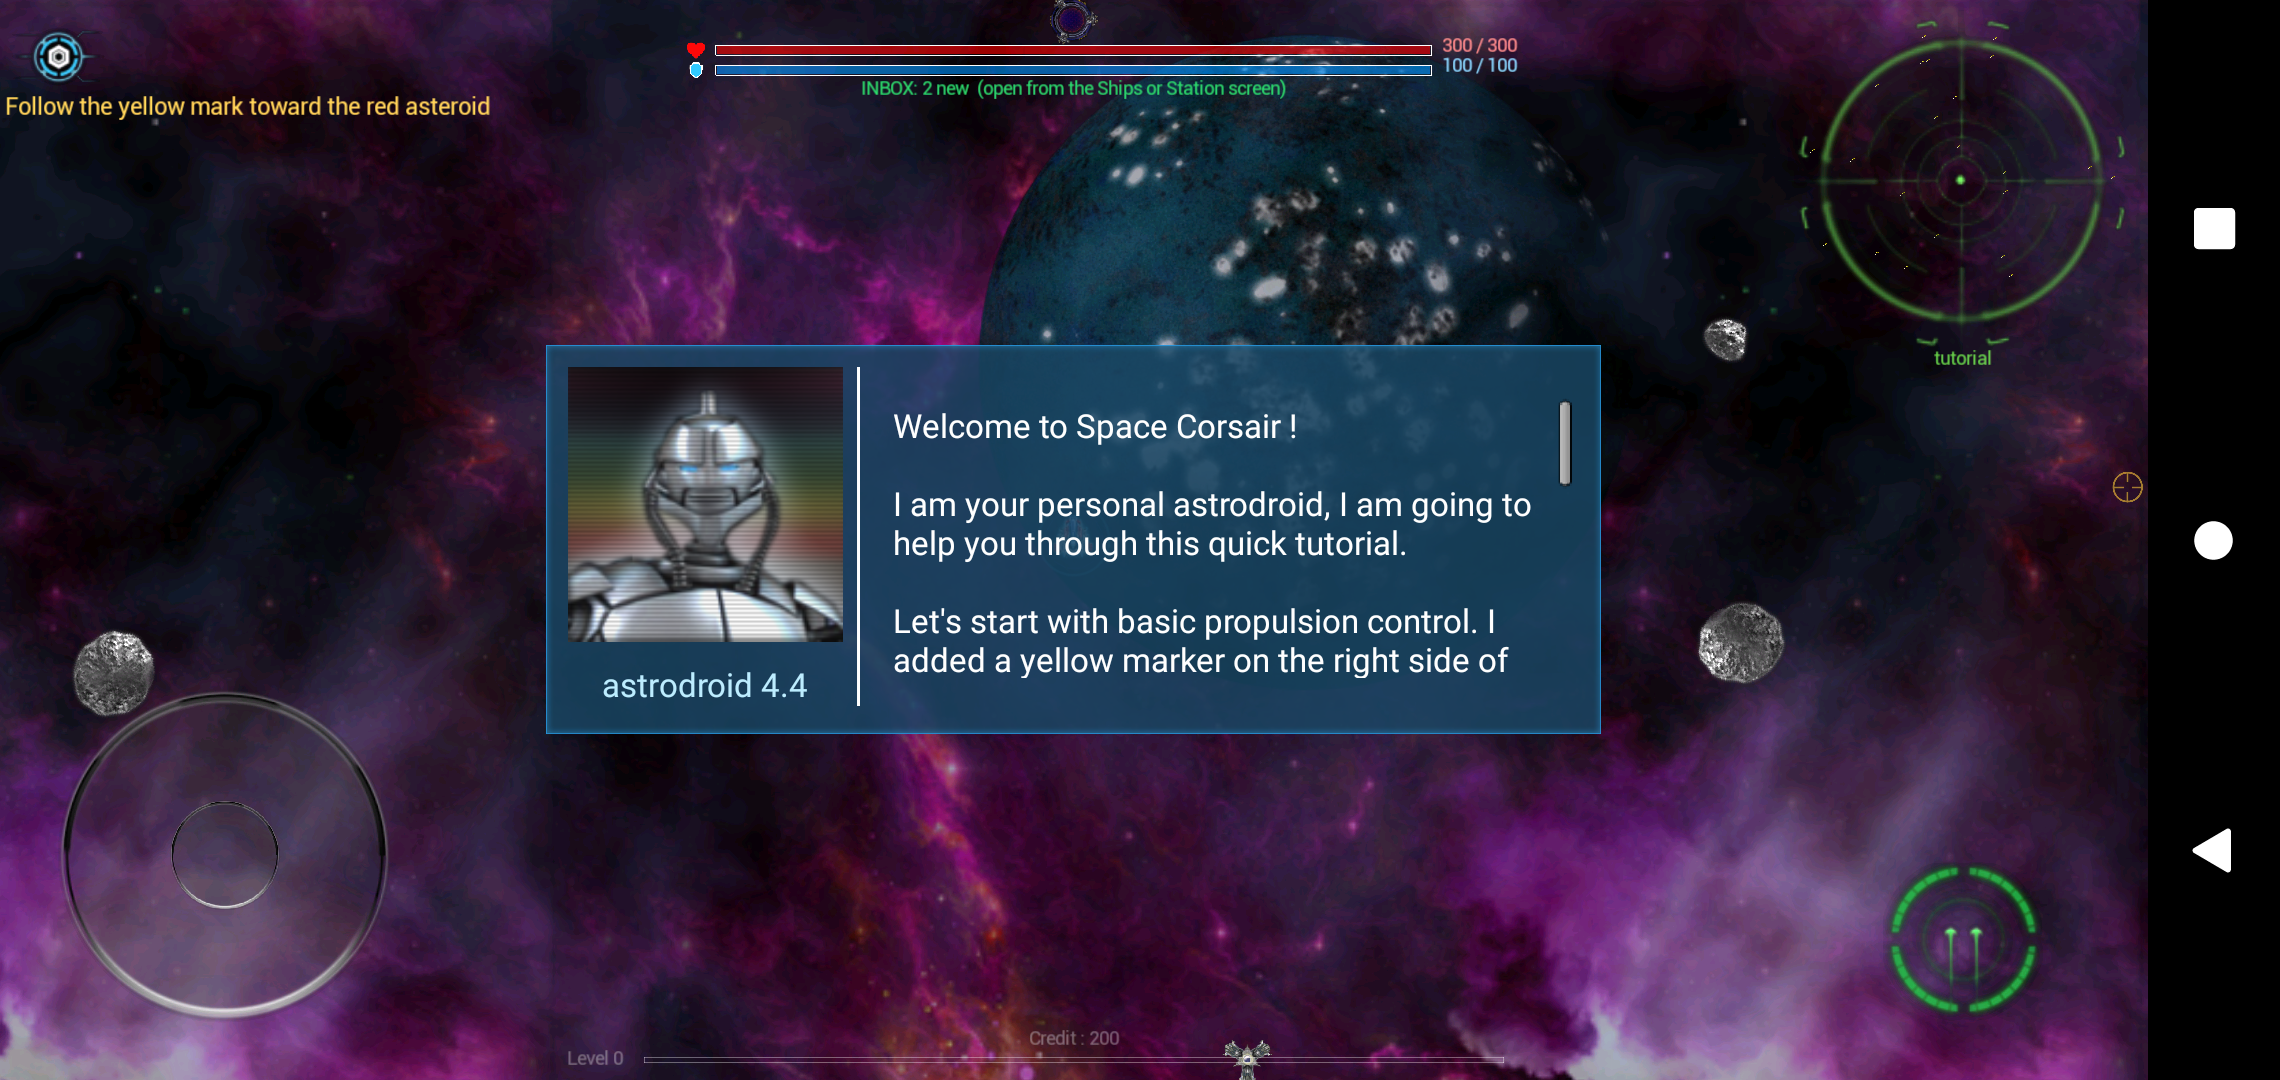 300 / 300
100 / 100
INBOX: 2 new (open from the Ships or Station screen)
Follow the yellow mark toward the red asteroid
tutorial
Welcome to Space Corsair !
I am your personal astrodroid, I am going to
help you through this quick tutorial.
Let's start with basic propulsion control. I
added a yellow marker on the right side of
astrodroid 4.4
Credit : 200
Level 0